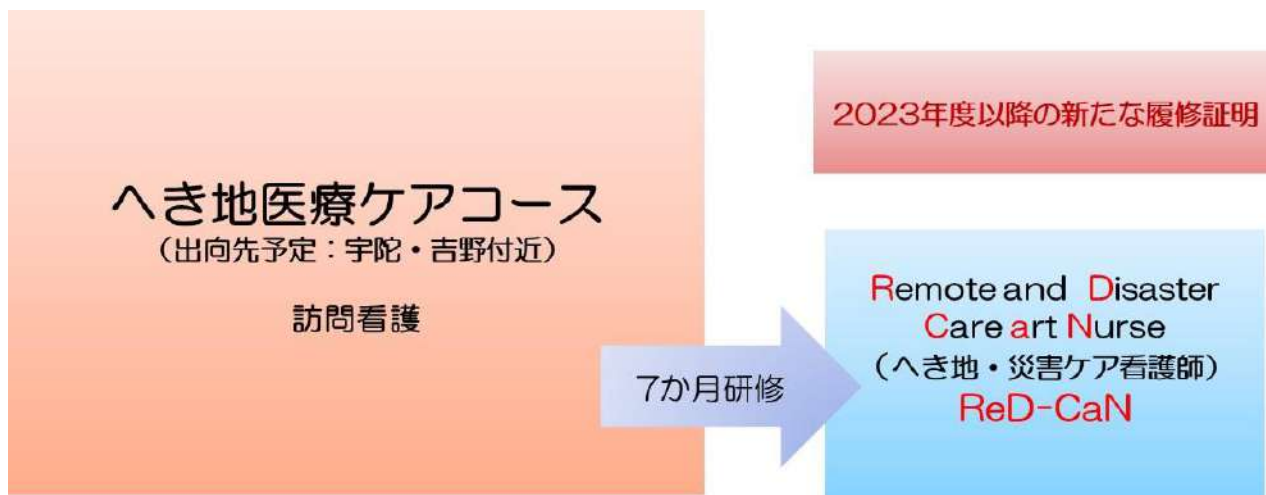 へき地医療ケアコース
（出向先予定：宇陀・吉野付近）
訪問看護
7か月研修
2023年度以降の新たな履修証明
Remote and Disaster
Care art Nurse
（へき地・災害ケア看護師）
ReD-CaN